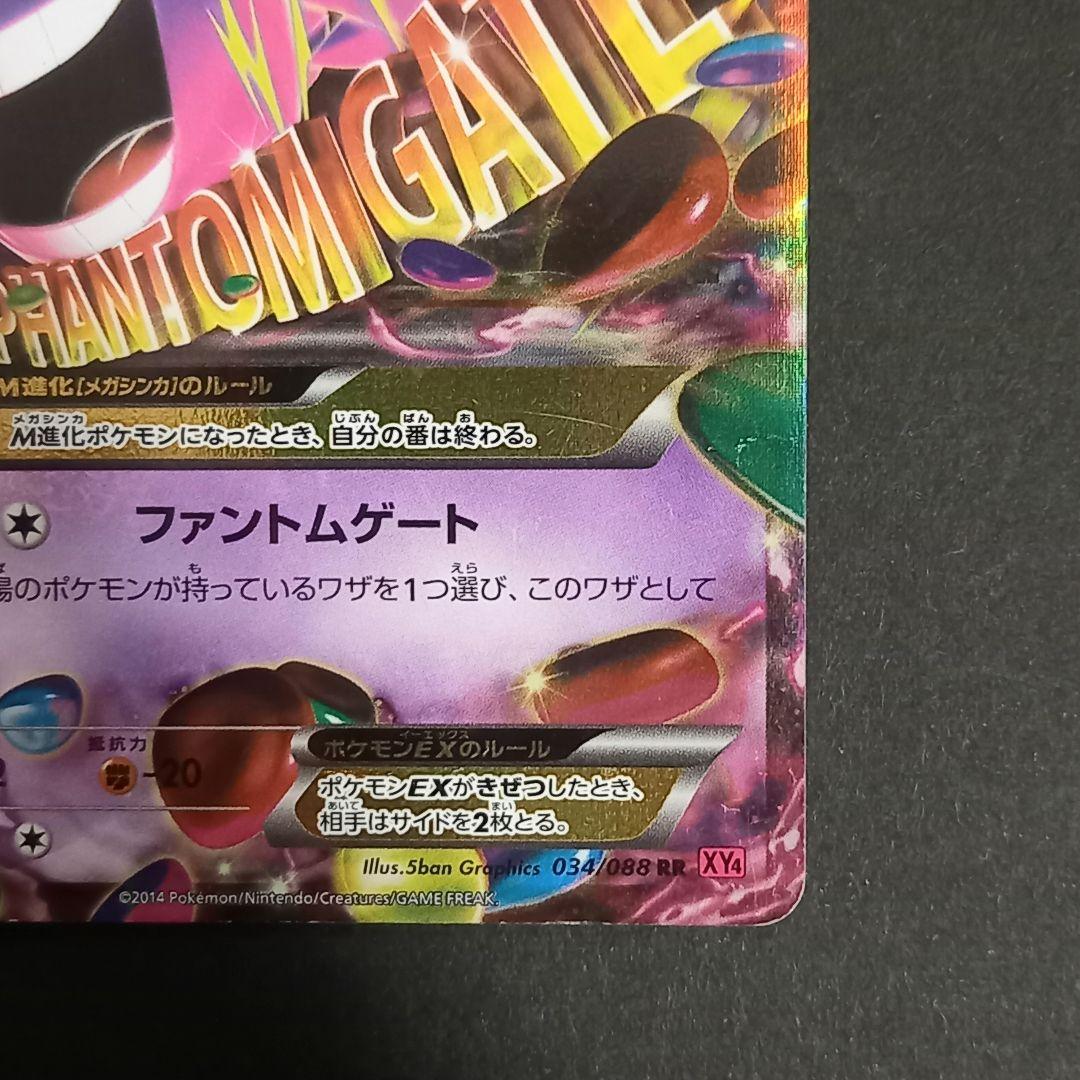 PHANTOM GATE
M進化[メガシンカ]のルール
M進化ポケモンになったとき、自分の番は終わる。
ファントムゲート
場のポケモンが持っているワザを1つ選び、このワザとして
抵抗力
-20
ポケモンEXのルール
ポケモンEXがきぜつしたとき、
相手はサイドを2枚とる。
Illus.5ban Graphics 034/088 RR XY4
©2014 Pokémon/Nintendo/Creatures/GAME FREAK.